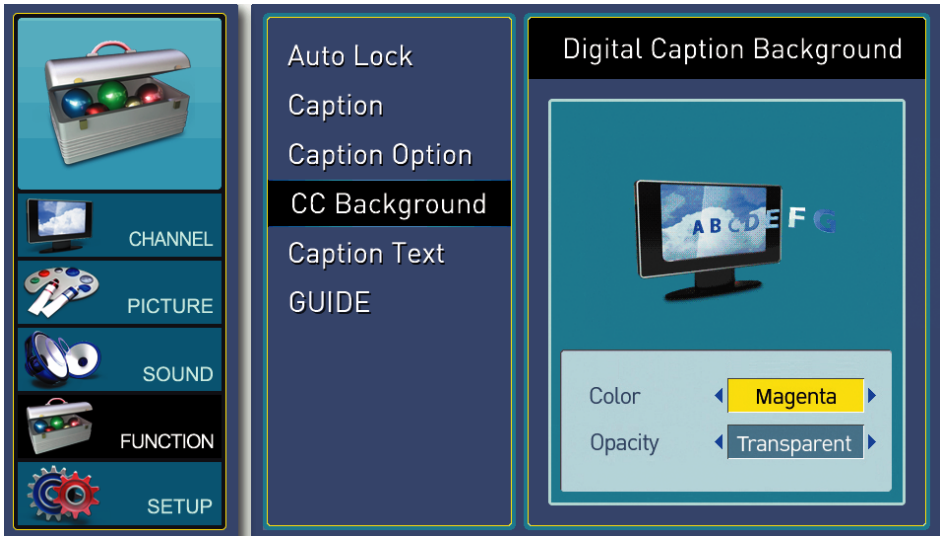 CHANNEL
PICTURE
SOUND
FUNCTION
SETUP
Auto Lock
Caption
Caption Option
CC Background
Caption Text
GUIDE
Digital Caption Background
ABCDEFG
Color Magenta
Opacity Transparent